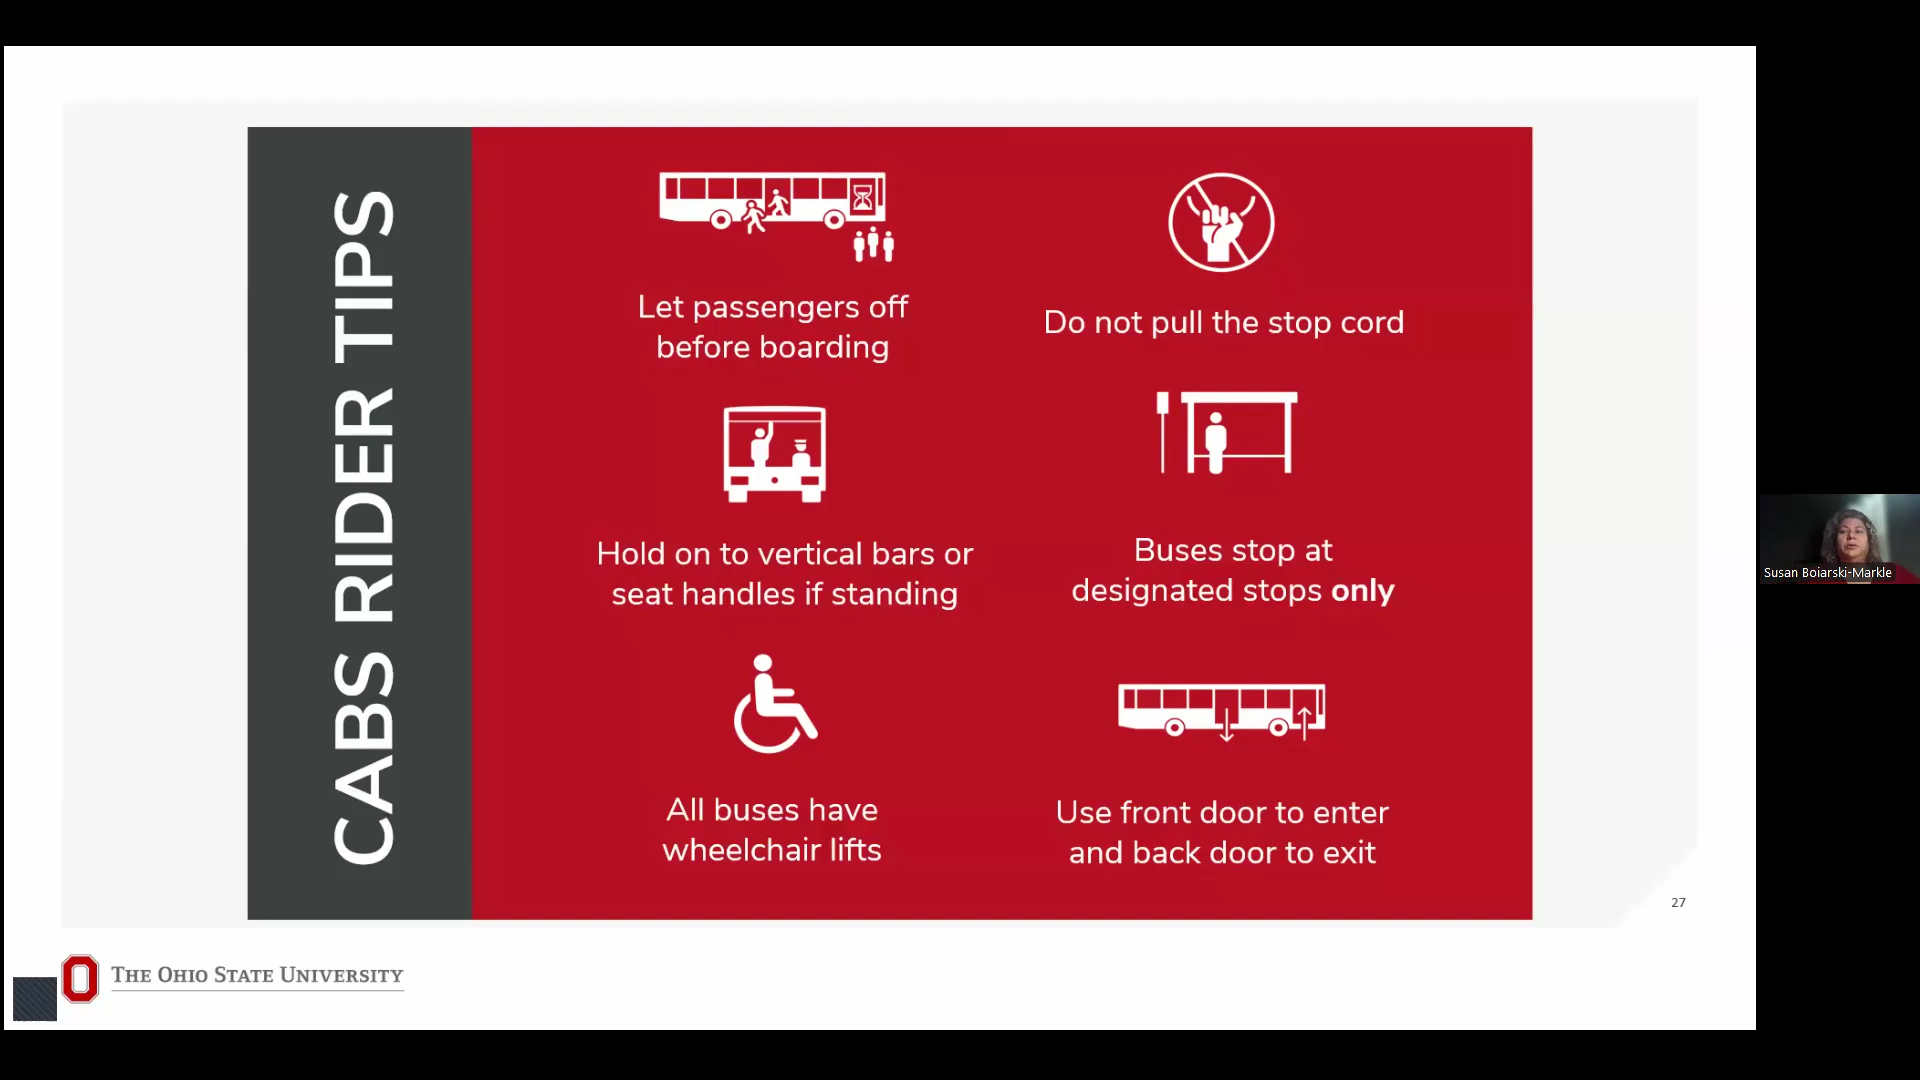 CABS RIDER TIPS
Let passengers off
before boarding
Do not pull the stop cord
Hold on to vertical bars or
seat handles if standing
Buses stop at
designated stops only
All buses have
wheelchair lifts
Use front door to enter
and back door to exit
27
THE OHIO STATE UNIVERSITY
Susan Boiarski-Markle